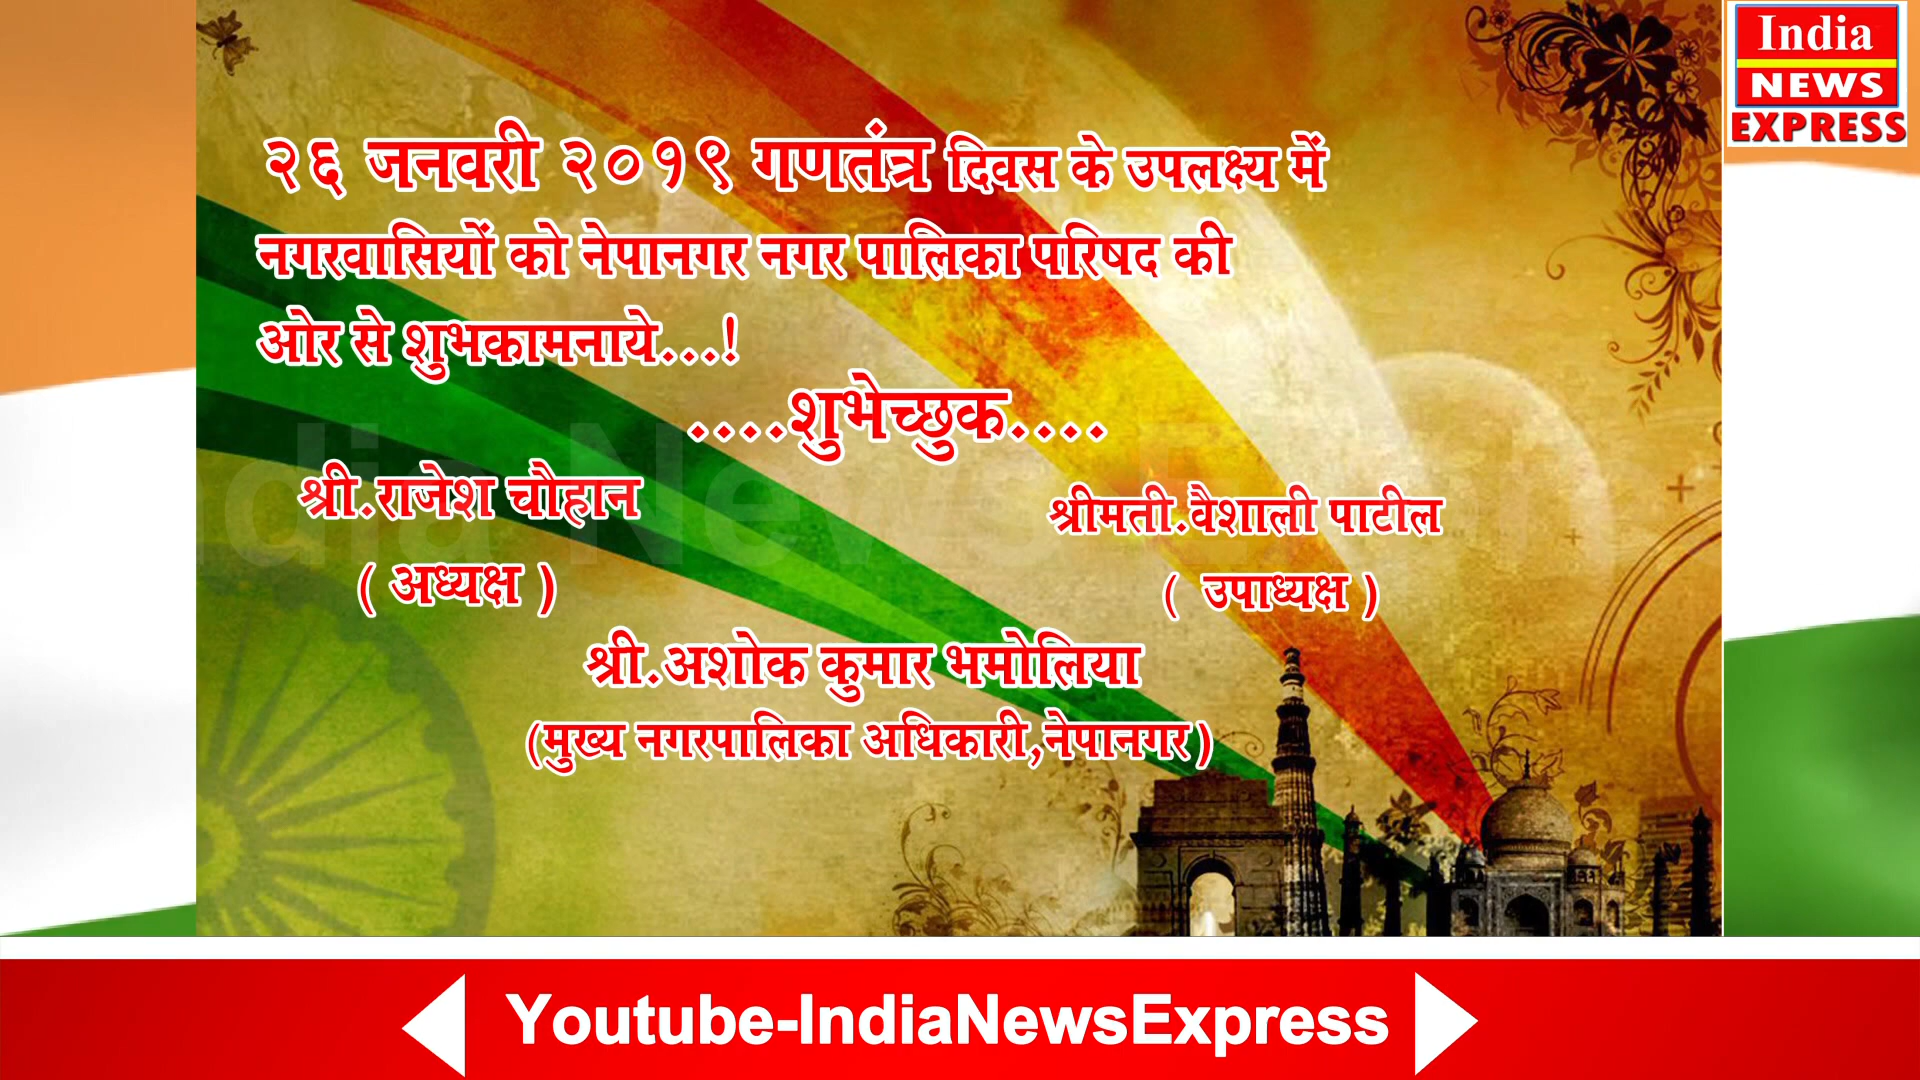 India
NEWS
EXPRESS
२६ जनवरी २०१९ गणतंत्र दिवस के उपलक्ष्य में
नगरवासियों को नेपानगर नगर पालिका परिषद की
ओर से शुभकामनाये...!
....शुभेच्छुक....
श्री.राजेश चौहान
( अध्यक्ष )
श्रीमती.वैशाली पाटील
( उपाध्यक्ष )
श्री.अशोक कुमार भमोलिया
(मुख्य नगरपालिका अधिकारी,नेपानगर)
Youtube-IndiaNewsExpress